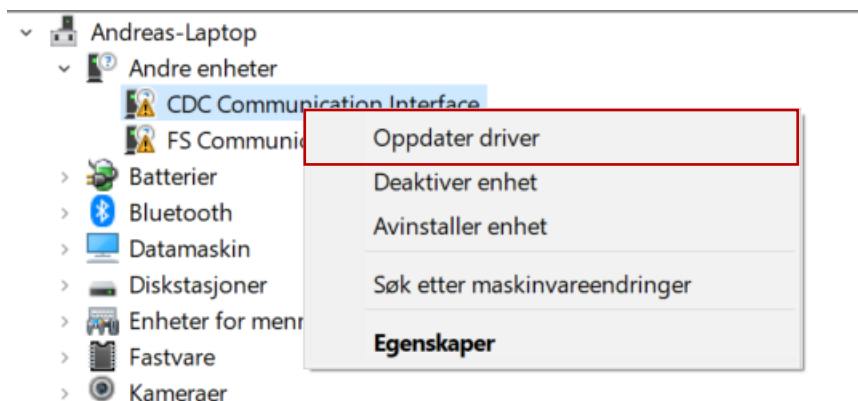 Andreas-Laptop
Andre enheter
CDC Communication Interface
FS Communic
Oppdater driver
Deaktiver enhet
Avinstaller enhet
Søk etter maskinvareendringer
Egenskaper
Batterier
Bluetooth
Datamaskin
Diskstasjoner
Enheter for menn
Fastvare
Kameraer